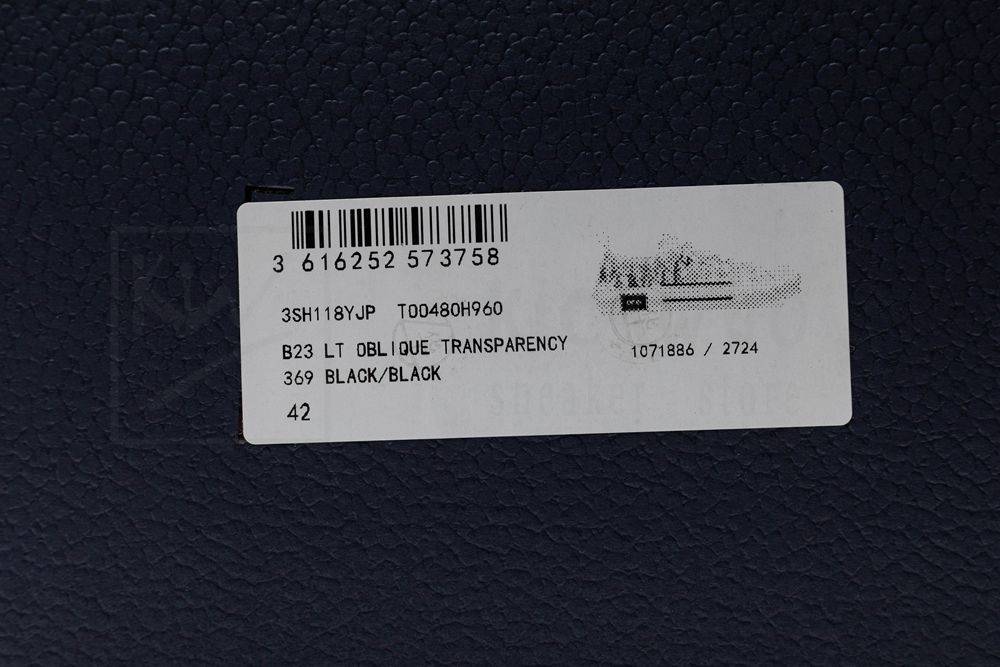 3 616252 573758
3SH118YJP T00480H960
B23 LT OBLIQUE TRANSPARENCY
369 BLACK/BLACK
42
1071886 / 2724